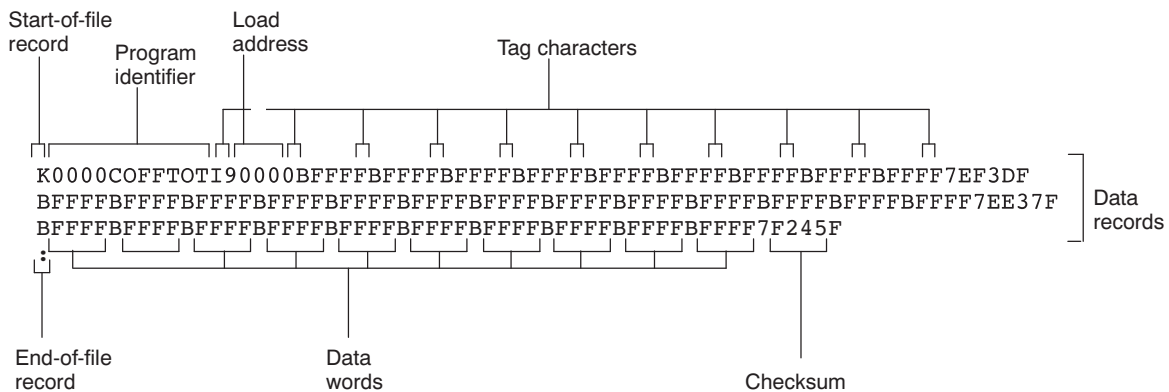 Start-of-file
record
Program
identifier
Load
address
Tag characters
K0000COFFTOTI90000BFFFFBFFFFBFFFFBFFFFBFFFFBFFFFBFFFFBFFFFBFFFF7EF3DF
BFFFFBFFFFBFFFFBFFFFBFFFFBFFFFBFFFFBFFFFBFFFFBFFFFBFFFFBFFFFBFFFF7EE37F
BFFFFBFFFFBFFFFBFFFFBFFFFBFFFFBFFFFBFFFFBFFFFBFFFF7F245F
:
Data
records
End-of-file
record
Data
words
Checksum